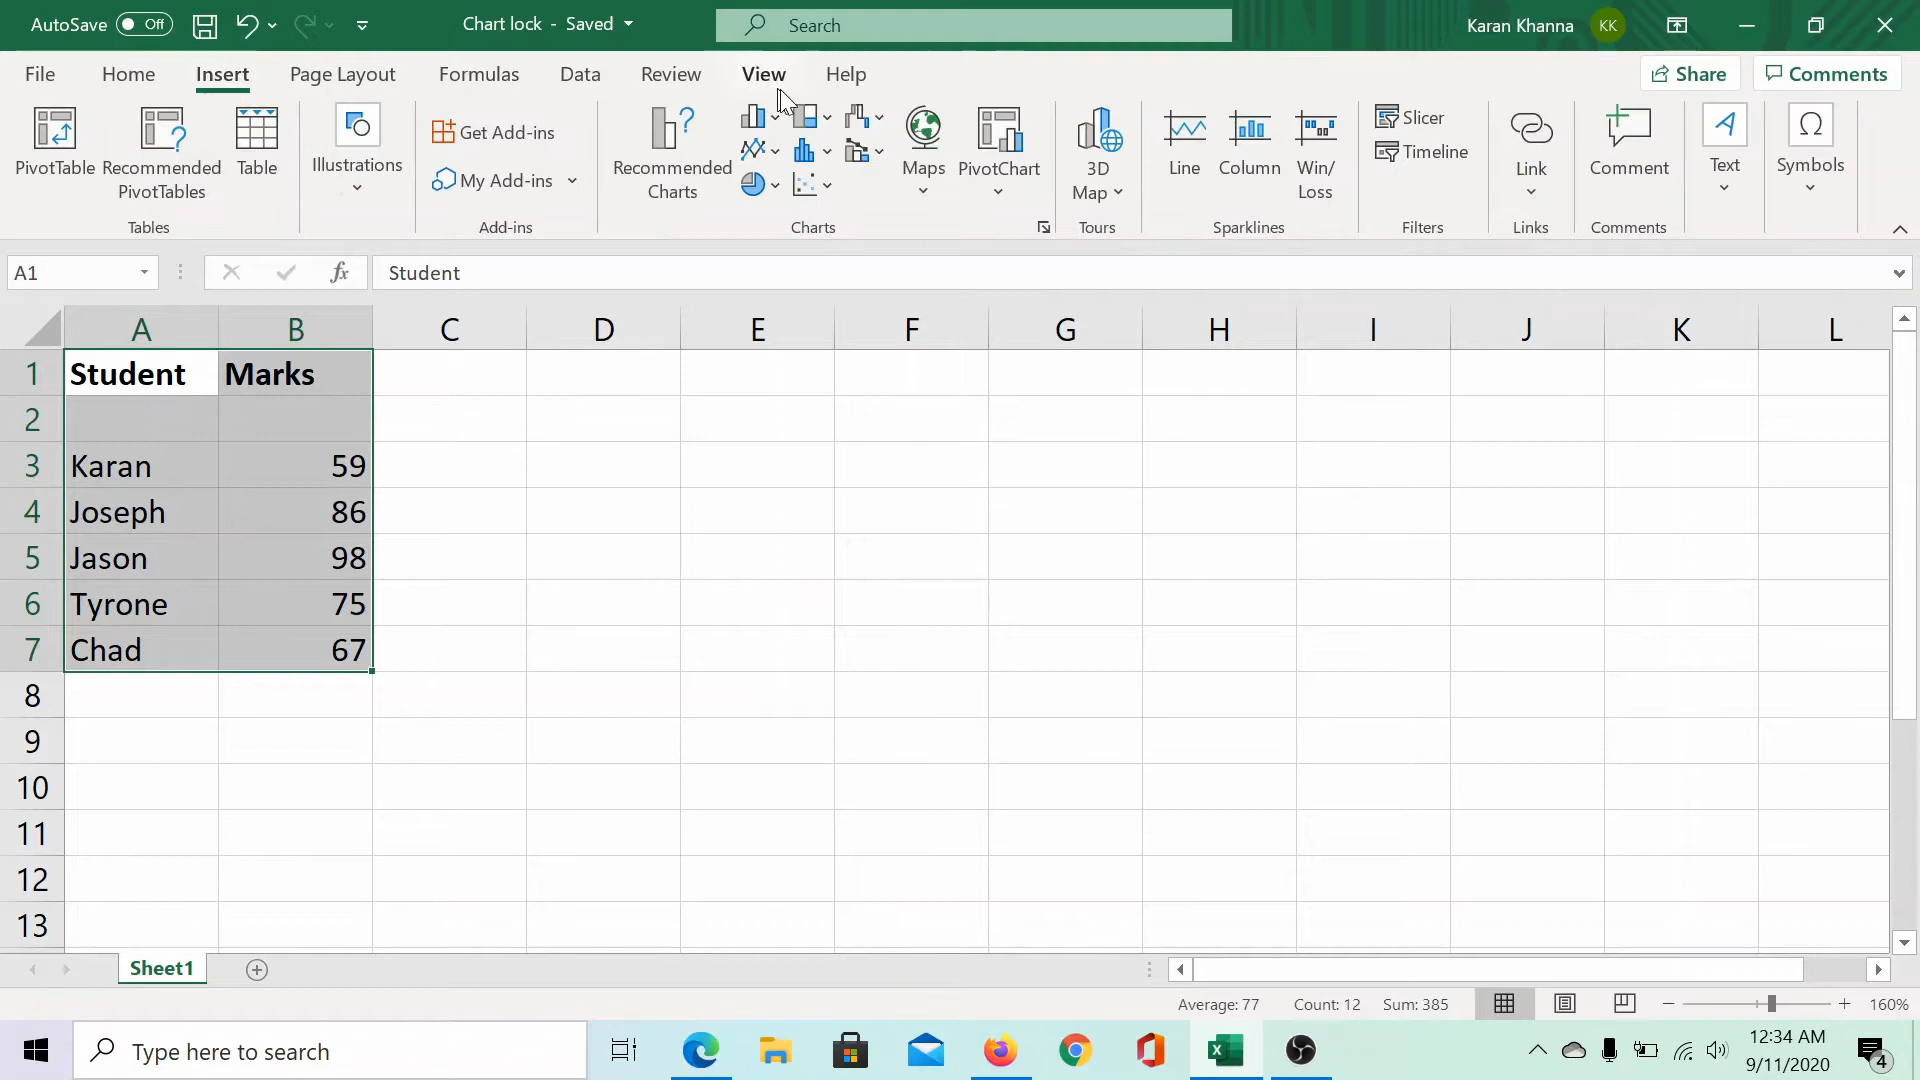 AutoSave Off Chart lock - Saved Search Karan Khanna KK
File Home Insert Page Layout Formulas Data Review View Help Share Comments
PivotTable Recommended PivotTables Table Illustrations Get Add-ins My Add-ins Recommended Charts Maps PivotChart 3D Map Line Column Win/ Loss Slicer Timeline Link Comment Text Symbols
Tables Add-ins Charts Tours Sparklines Filters Links Comments
A1 fx Student
A B C D E F G H I J K L
1 Student Marks
2
3 Karan 59
4 Joseph 86
5 Jason 98
6 Tyrone 75
7 Chad 67
8
9
10
11
12
13
Sheet1
Average: 77 Count: 12 Sum: 385 160%
Type here to search 12:34 AM
9/11/2020 4